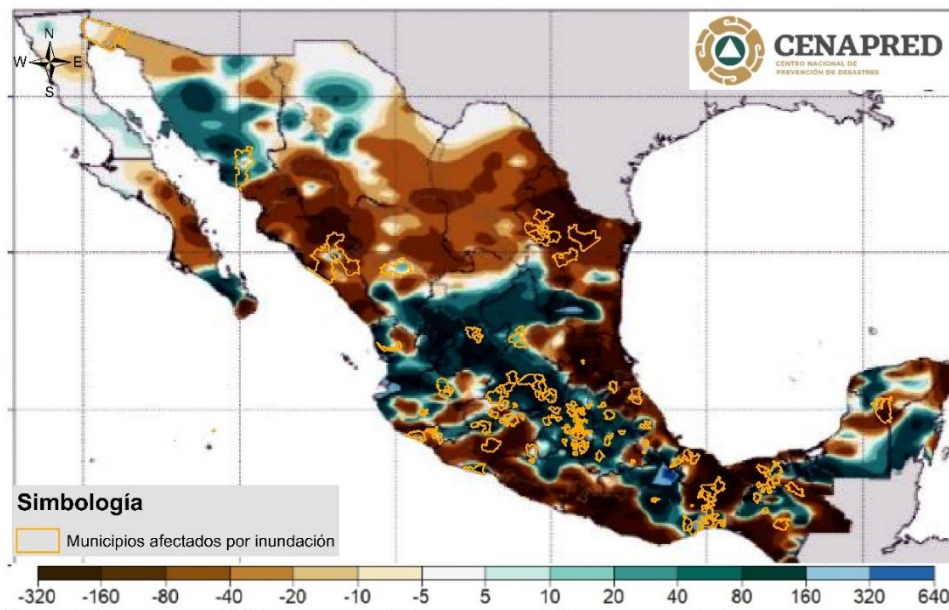 N
W E
S
CENAPRED
CENTRO NACIONAL DE
PREVENCIÓN DE DESASTRES
Simbología
Municipios afectados por inundación
-320 -160 -80 -40 -20 -10 -5 5 10 20 40 80 160 320 640